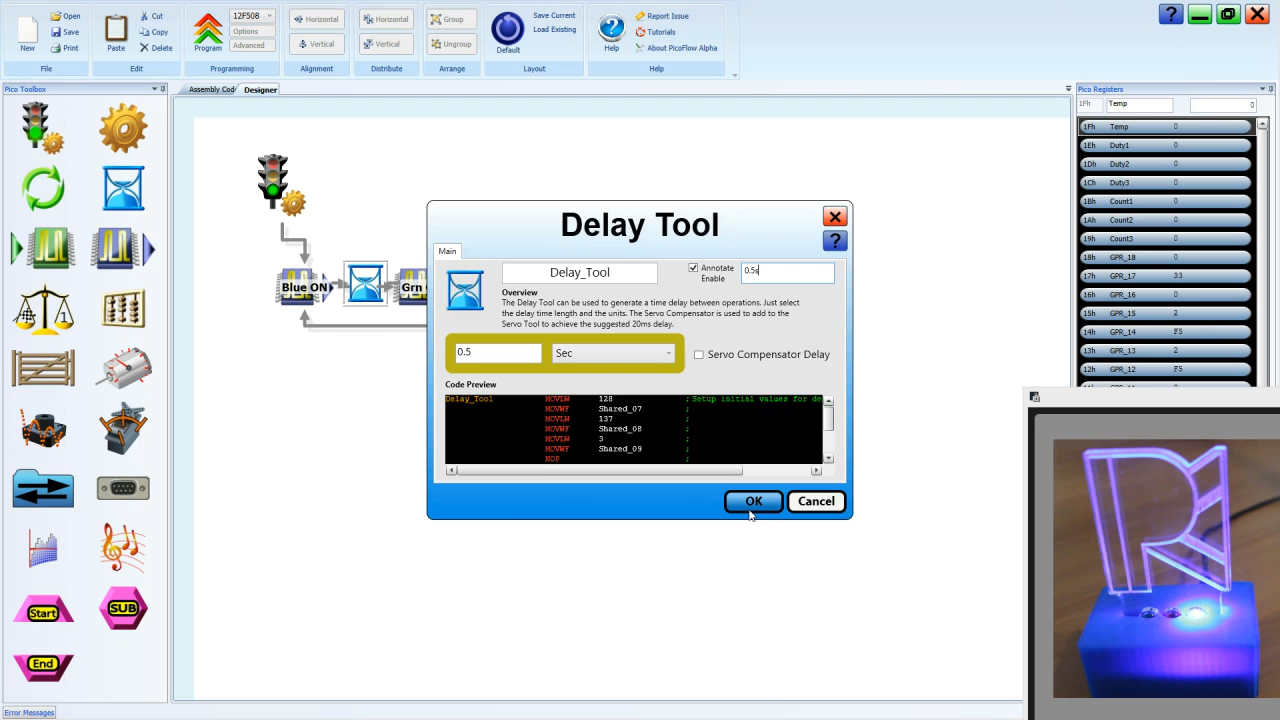 New
Open
Save
Print
File
Paste
Cut
Copy
Delete
Edit
Program
12F508
Options
Advanced
Programming
Horizontal
Vertical
Alignment
Horizontal
Vertical
Distribute
Group
Ungroup
Arrange
Default
Save Current
Load Existing
Layout
Help
Report Issue
Tutorials
About PicoFlow Alpha
Help
?
Pico Toolbox
Assembly Cod
Designer
Pico Registers
1Fh Temp 0
1Fh Temp 0
1Eh Duty1 0
1Dh Duty2 0
1Ch Duty3 0
1Bh Count1 0
1Ah Count2 0
19h Count3 0
18h GPR_18 0
17h GPR_17 33
16h GPR_16 0
15h GPR_15 2
14h GPR_14 F5
13h GPR_13 2
12h GPR_12 F5
1
Start
SUB
End
Blue ON
Grn
Delay Tool
?
Main
Delay_Tool
Annotate
Enable
0.5s
Overview
The Delay Tool can be used to generate a time delay between operations. Just select
the delay time length and the units. The Servo Compensator is used to add to the
Servo Tool to achieve the suggested 20ms delay.
0.5 Sec
Servo Compensator Delay
Code Preview
Delay_Tool MOVLW 128 ; Setup initial values for de
MOVWF Shared_07 ;
MOVLW 137 ;
MOVWF Shared_08 ;
MOVLW 3 ;
MOVWF Shared_09 ;
NOP ;
OK
Cancel
Error Messages